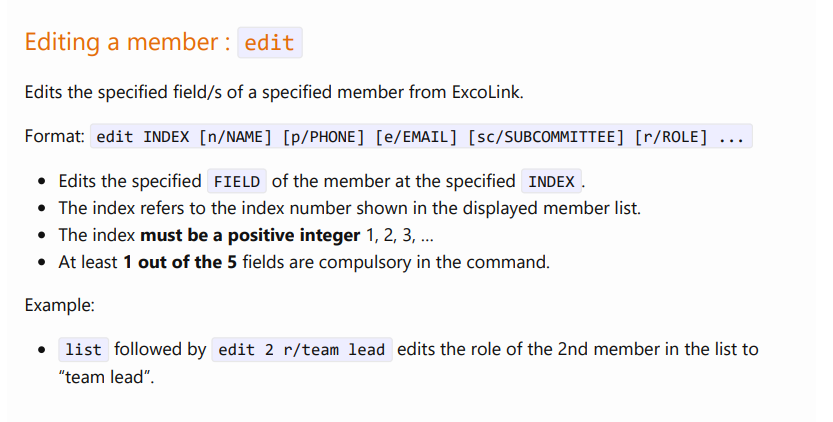 Editing a member : edit
Edits the specified field/s of a specified member from ExcoLink.
Format: edit INDEX [n/NAME] [p/PHONE] [e/EMAIL] [sc/SUBCOMMITTEE] [r/ROLE] ...
• Edits the specified FIELD of the member at the specified INDEX.
• The index refers to the index number shown in the displayed member list.
• The index must be a positive integer 1, 2, 3, …
• At least 1 out of the 5 fields are compulsory in the command.
Example:
• list followed by edit 2 r/team lead edits the role of the 2nd member in the list to
“team lead”.